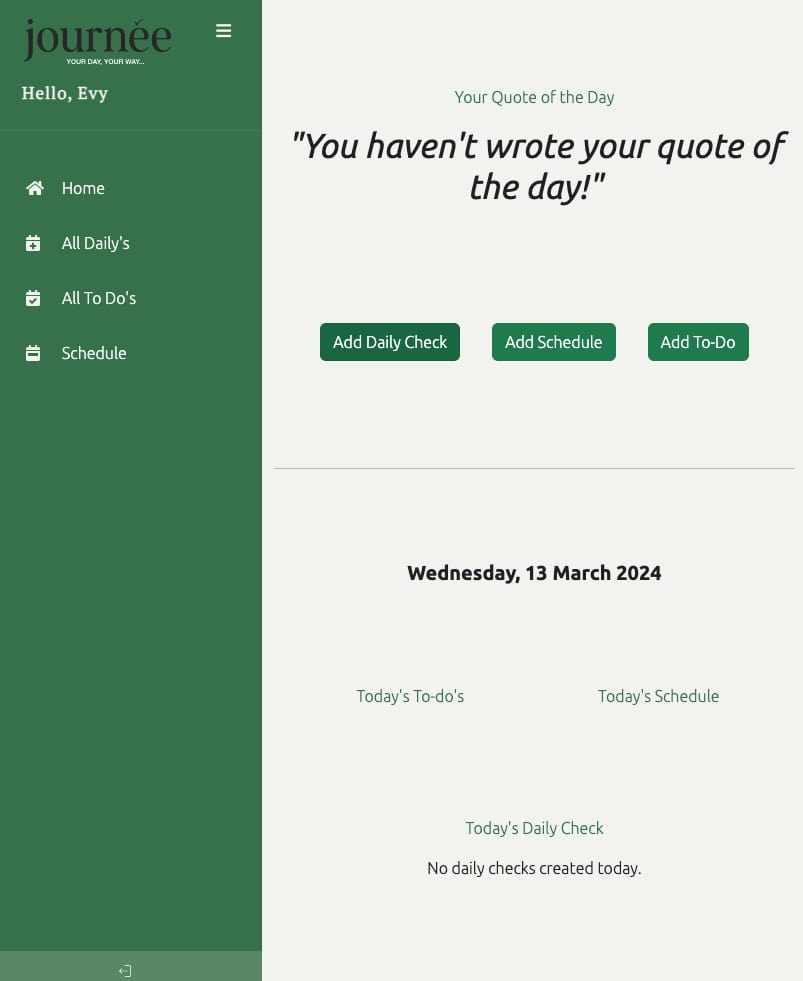 journée
YOUR DAY, YOUR WAY...
Hello, Evy
Home
All Daily's
All To Do's
Schedule
Your Quote of the Day
"You haven't wrote your quote of
the day!"
Add Daily Check
Add Schedule
Add To-Do
Wednesday, 13 March 2024
Today's To-do's
Today's Schedule
Today's Daily Check
No daily checks created today.